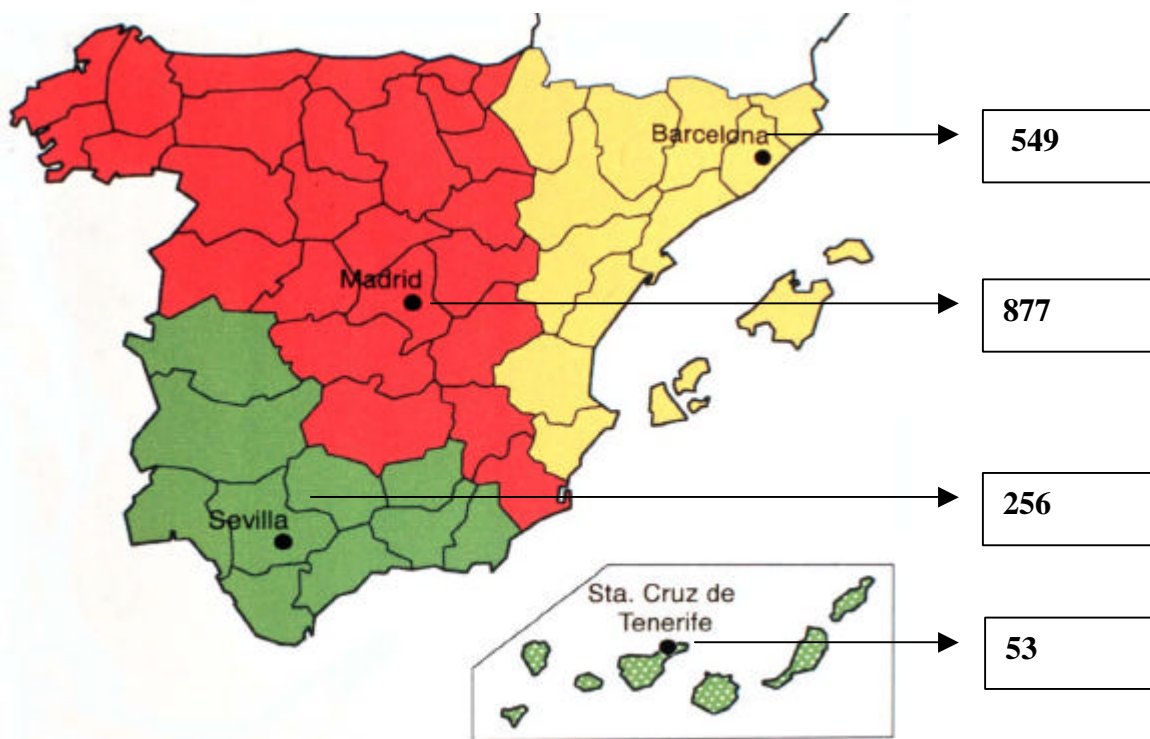 Barcelona
549
Madrid
877
Sevilla
256
Sta. Cruz de
Tenerife
53